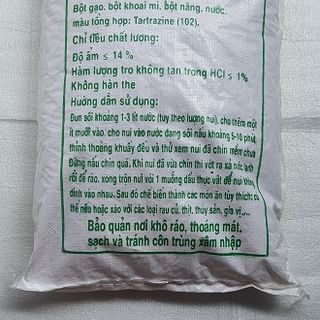 Bột gạo, bột khoai mì, bột năng, nước,
màu tổng hợp: Tartrazine (102).
Chỉ tiêu chất lượng:
Độ ẩm ≤ 14 %
Hàm lượng tro không tan trong HCl ≤ 1%
Không hàn the
Hướng dẫn sử dụng:
Đun sôi khoảng 1-3 lít nước (tùy theo lượng nui), cho thêm một
ít muối vào, cho nui vào nước đang sôi nấu khoảng 5-10 phút,
thỉnh thoảng khuấy đều và thử xem nui đã chín mềm chưa
Đừng nấu chín quá. Khi nui đã vừa chín thì vớt ra xả nước lạnh
rồi để ráo, xong trộn nui với 1 muỗng dầu thực vật để nui không
dính vào nhau. Sau đó chế biến thành các món ăn tùy thích: có
thể nấu hoặc xào với các loại rau củ, thịt, thủy sản, gia vị,...
Bảo quản nơi khô ráo, thoáng mát,
sạch và tránh côn trùng xâm nhập